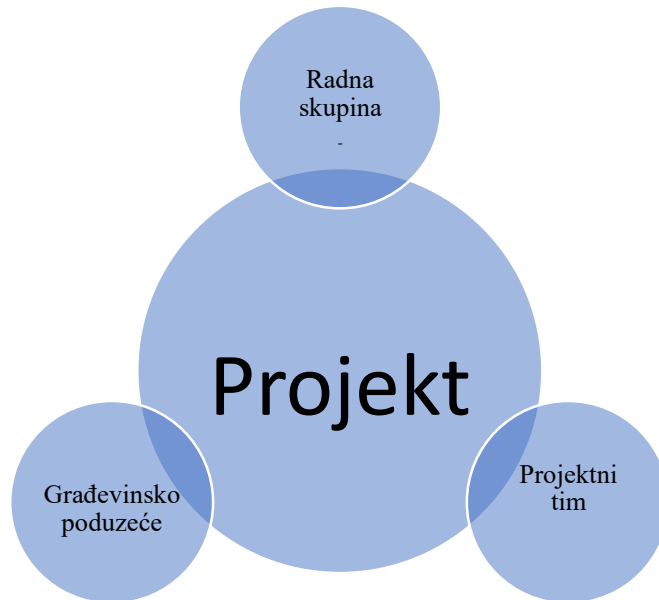 Radna
skupina
-
Projekt
Građevinsko
poduzeće
Projektni
tim